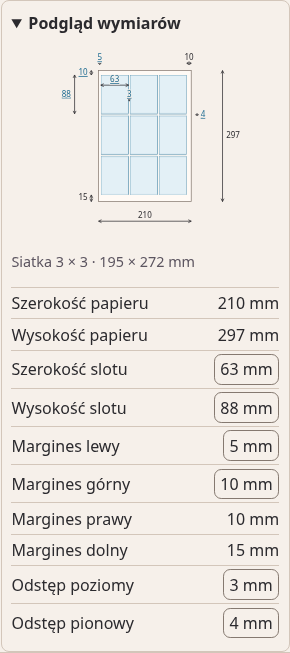 ▼ Podgląd wymiarów
5 10
10 63
88 3
4
297
15
210
Siatka 3 × 3 · 195 × 272 mm
Szerokość papieru 210 mm
Wysokość papieru 297 mm
Szerokość slotu 63 mm
Wysokość slotu 88 mm
Margines lewy 5 mm
Margines górny 10 mm
Margines prawy 10 mm
Margines dolny 15 mm
Odstęp poziomy 3 mm
Odstęp pionowy 4 mm